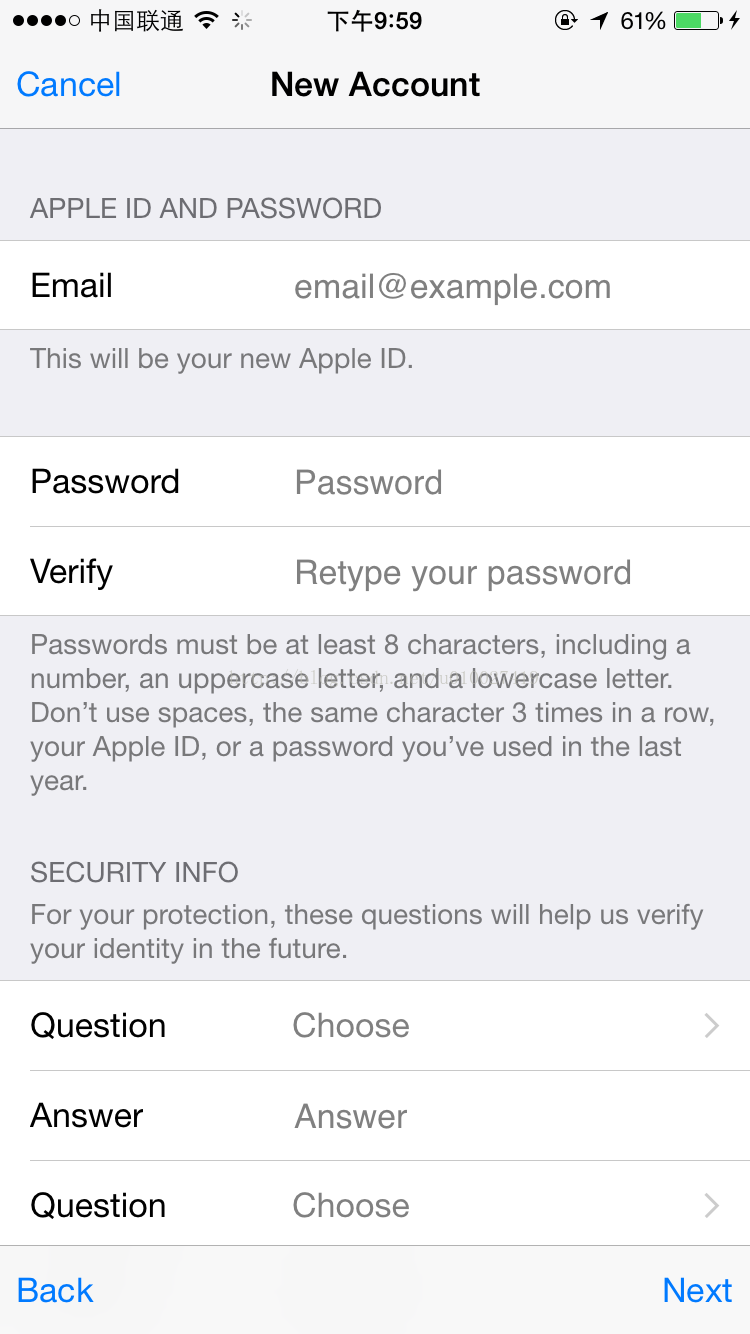 中国联通 下午9:59 61%
Cancel New Account
APPLE ID AND PASSWORD
Email email@example.com
This will be your new Apple ID.
Password Password
Verify Retype your password
Passwords must be at least 8 characters, including a
number, an uppercase letter, and a lowercase letter.
Don’t use spaces, the same character 3 times in a row,
your Apple ID, or a password you’ve used in the last
year.
SECURITY INFO
For your protection, these questions will help us verify
your identity in the future.
Question Choose
Answer Answer
Question Choose
Back Next